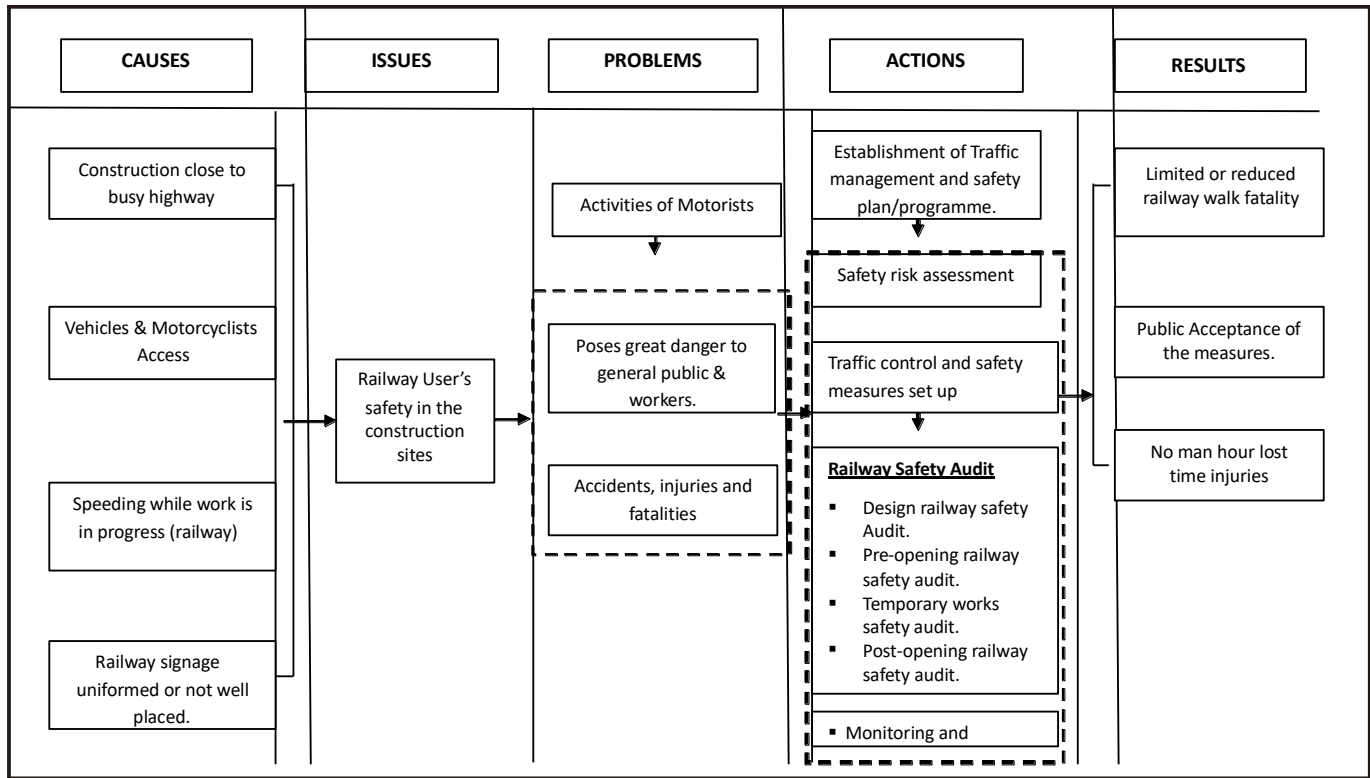 CAUSES
ISSUES
PROBLEMS
ACTIONS
RESULTS
Construction close to
busy highway
Vehicles & Motorcyclists
Access
Speeding while work is
in progress (railway)
Railway signage
uniformed or not well
placed.
Railway User’s
safety in the
construction
sites
Activities of Motorists
Poses great danger to
general public &
workers.
Accidents, injuries and
fatalities
Establishment of Traffic
management and safety
plan/programme.
Safety risk assessment
Traffic control and safety
measures set up
Railway Safety Audit
▪ Design railway safety
Audit.
▪ Pre-opening railway
safety audit.
▪ Temporary works
safety audit.
▪ Post-opening railway
safety audit.
▪ Monitoring and
Limited or reduced
railway walk fatality
Public Acceptance of
the measures.
No man hour lost
time injuries